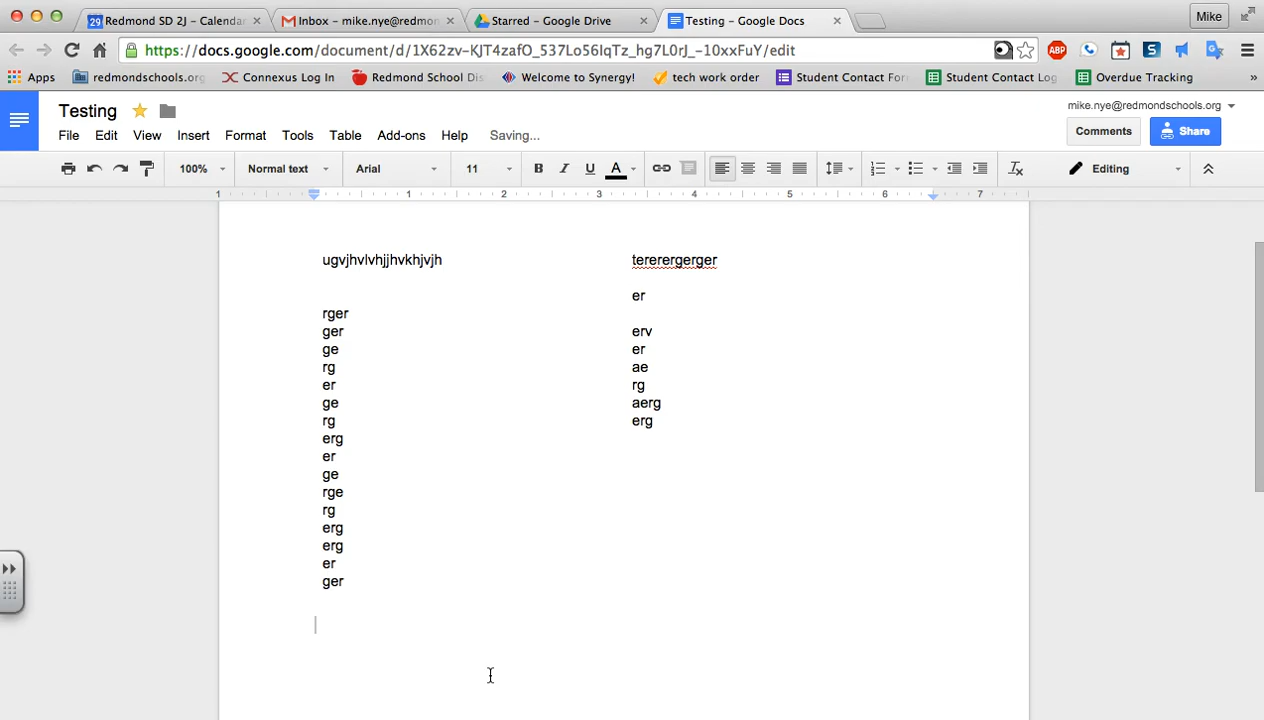 29 Redmond SD 2J – Calenda
Inbox – mike.nye@redmon
Starred – Google Drive
Testing – Google Docs
Mike
https://docs.google.com/document/d/1X62zv-KJT4zafO_537Lo56IqTz_hg7L0rJ_-10xxFuY/edit
ABP
S
Apps
redmondschools.org
Connexus Log In
Redmond School Dis
Welcome to Synergy!
tech work order
Student Contact For
Student Contact Log
Overdue Tracking
»
Testing
mike.nye@redmondschools.org
File Edit View Insert Format Tools Table Add-ons Help Saving...
Comments
Share
100% Normal text Arial 11 B I U A Editing
1 1 2 3 4 5 6 7
ugvjhvlvhjjhvkhjvjh
rger
ger
ge
rg
er
ge
rg
erg
er
ge
rge
rg
erg
erg
er
ger
tererergerger
er
erv
er
ae
rg
aerg
erg